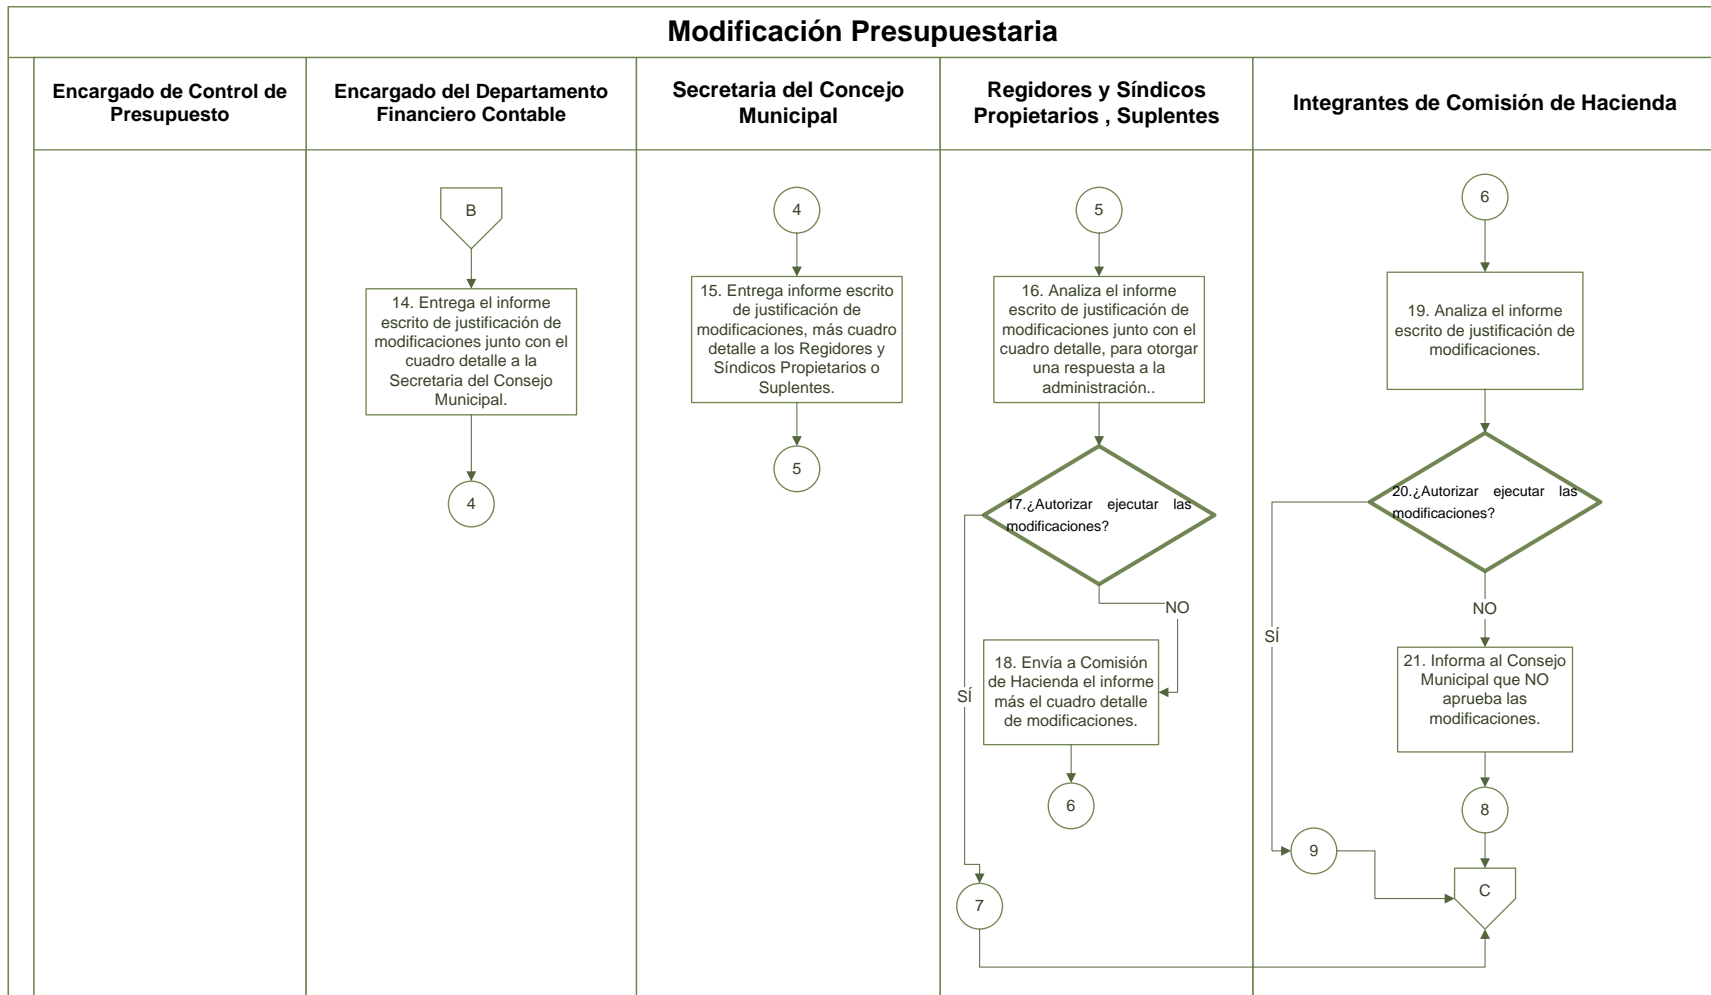 Modificación Presupuestaria
Encargado de Control de
Presupuesto
Encargado del Departamento
Financiero Contable
Secretaria del Concejo
Municipal
Regidores y Síndicos
Propietarios , Suplentes
Integrantes de Comisión de Hacienda
B
14. Entrega el informe
escrito de justificación de
modificaciones junto con el
cuadro detalle a la
Secretaria del Consejo
Municipal.
4
4
15. Entrega informe escrito
de justificación de
modificaciones, más cuadro
detalle a los Regidores y
Síndicos Propietarios o
Suplentes.
5
5
16. Analiza el informe
escrito de justificación de
modificaciones junto con el
cuadro detalle, para otorgar
una respuesta a la
administración..
17.¿Autorizar ejecutar las
modificaciones?
NO
SÍ
18. Envía a Comisión
de Hacienda el informe
más el cuadro detalle
de modificaciones.
6
7
6
19. Analiza el informe
escrito de justificación de
modificaciones.
20.¿Autorizar ejecutar las
modificaciones?
NO
SÍ
21. Informa al Consejo
Municipal que NO
aprueba las
modificaciones.
8
9
C